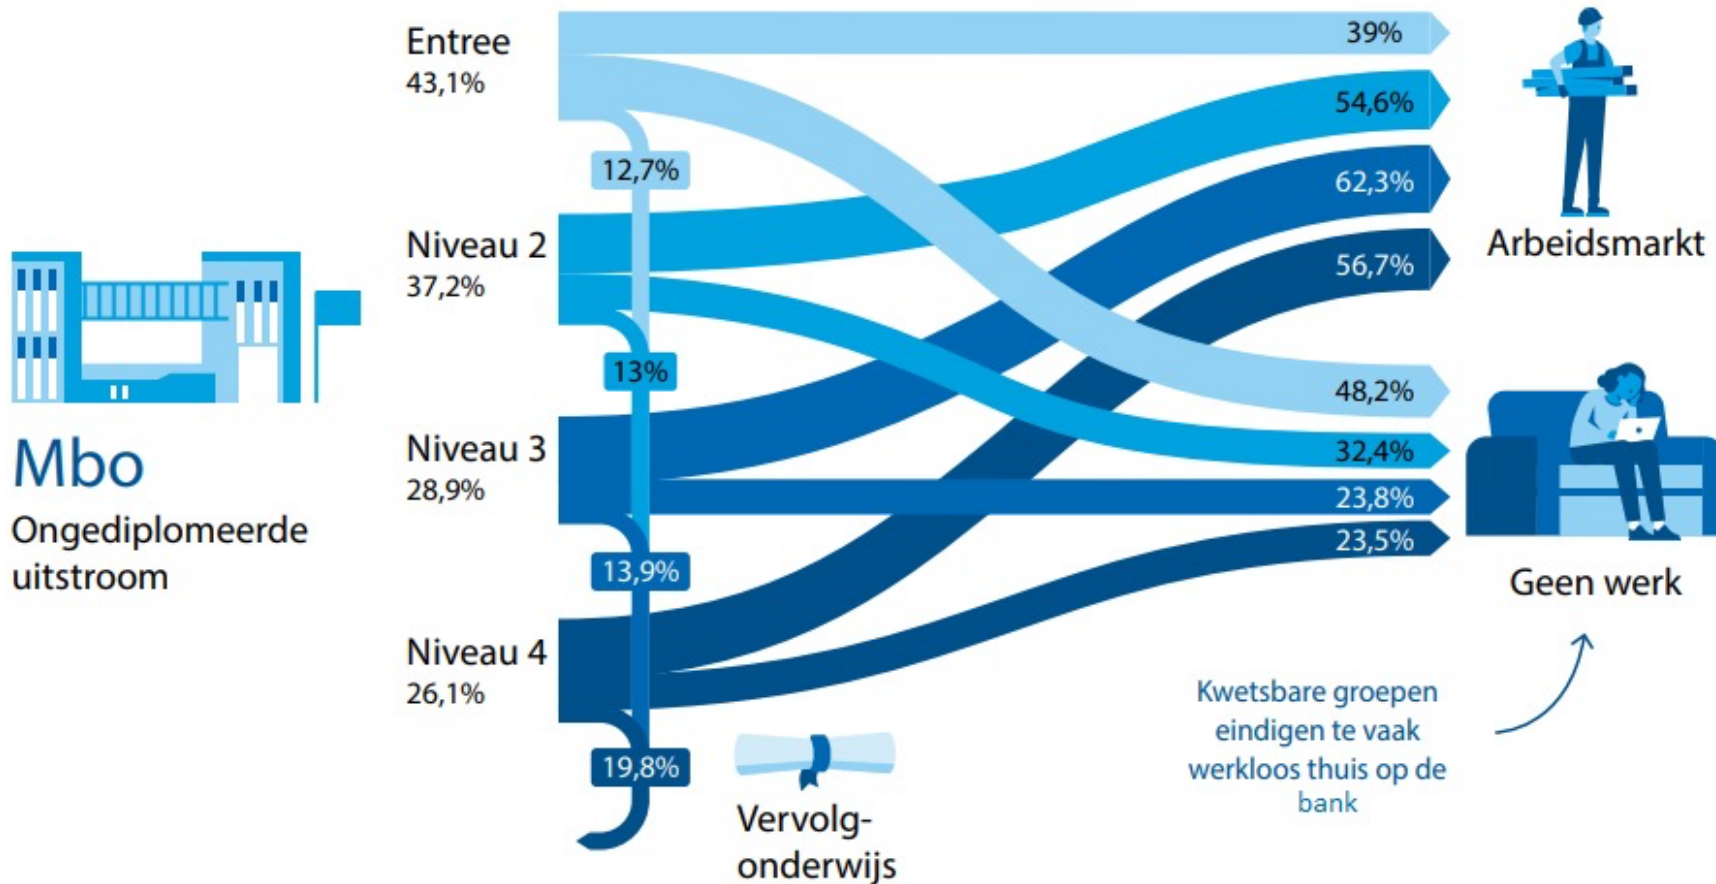 Mbo
Ongediplomeerde
uitstroom
Entree
43,1%
Niveau 2
37,2%
Niveau 3
28,9%
Niveau 4
26,1%
12,7%
13%
13,9%
19,8%
Vervolg-
onderwijs
39%
54,6%
62,3%
56,7%
Arbeidsmarkt
48,2%
32,4%
23,8%
23,5%
Geen werk
Kwetsbare groepen
eindigen te vaak
werkloos thuis op de
bank